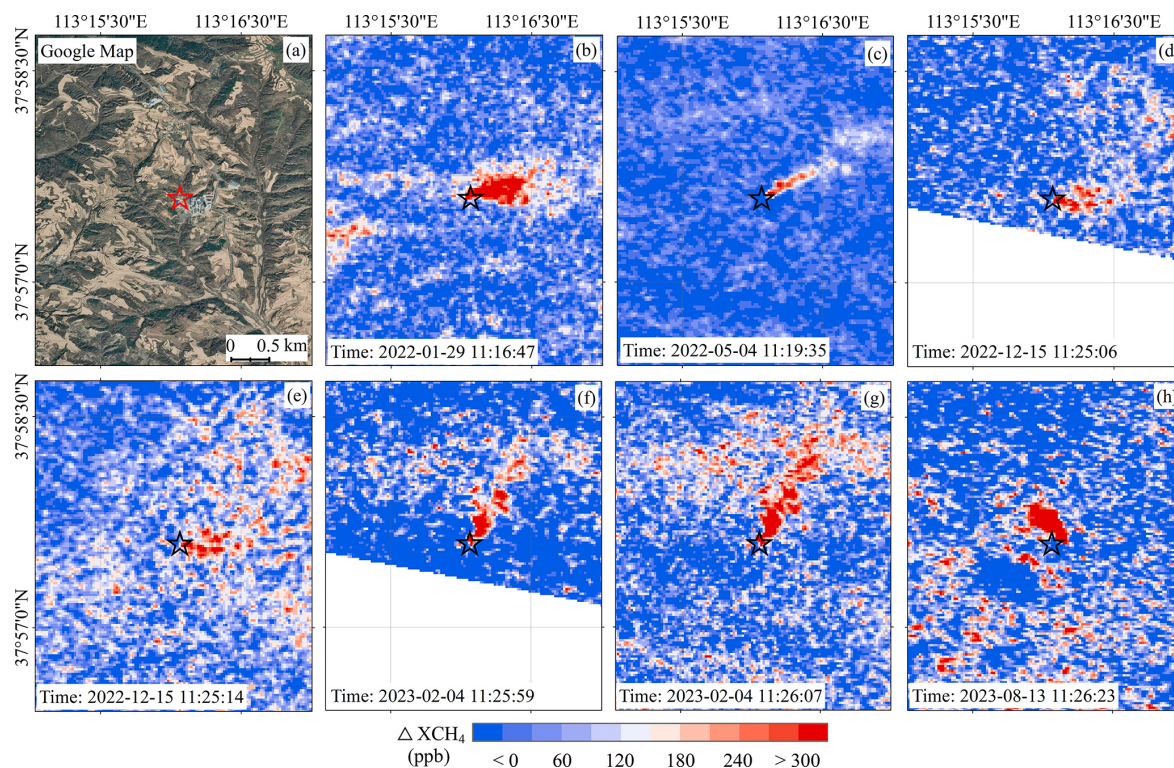 113°15'30"E 113°16'30"E 113°15'30"E 113°16'30"E 113°15'30"E 113°16'30"E 113°15'30"E 113°16'30"E
37°58'30"N
Google Map
(a)
(b)
(c)
(d)
37°57'0"N
0 0.5 km
Time: 2022-01-29 11:16:47
Time: 2022-05-04 11:19:35
Time: 2022-12-15 11:25:06
37°58'30"N
(e)
(f)
(g)
(h)
37°57'0"N
Time: 2022-12-15 11:25:14
Time: 2023-02-04 11:25:59
Time: 2023-02-04 11:26:07
Time: 2023-08-13 11:26:23
△ XCH₄
(ppb)
< 0 60 120 180 240 > 300